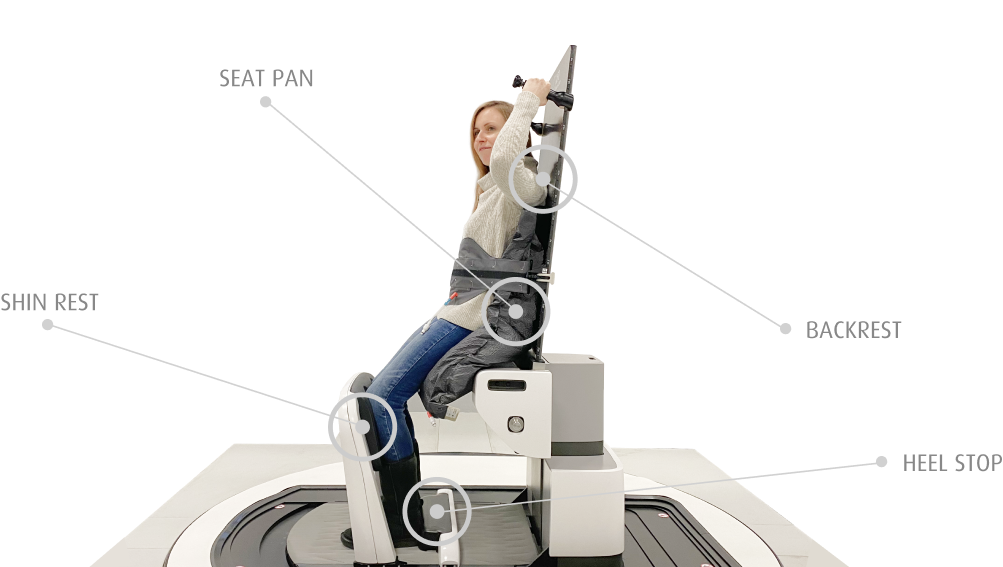 SEAT PAN
SHIN REST
BACKREST
HEEL STOP